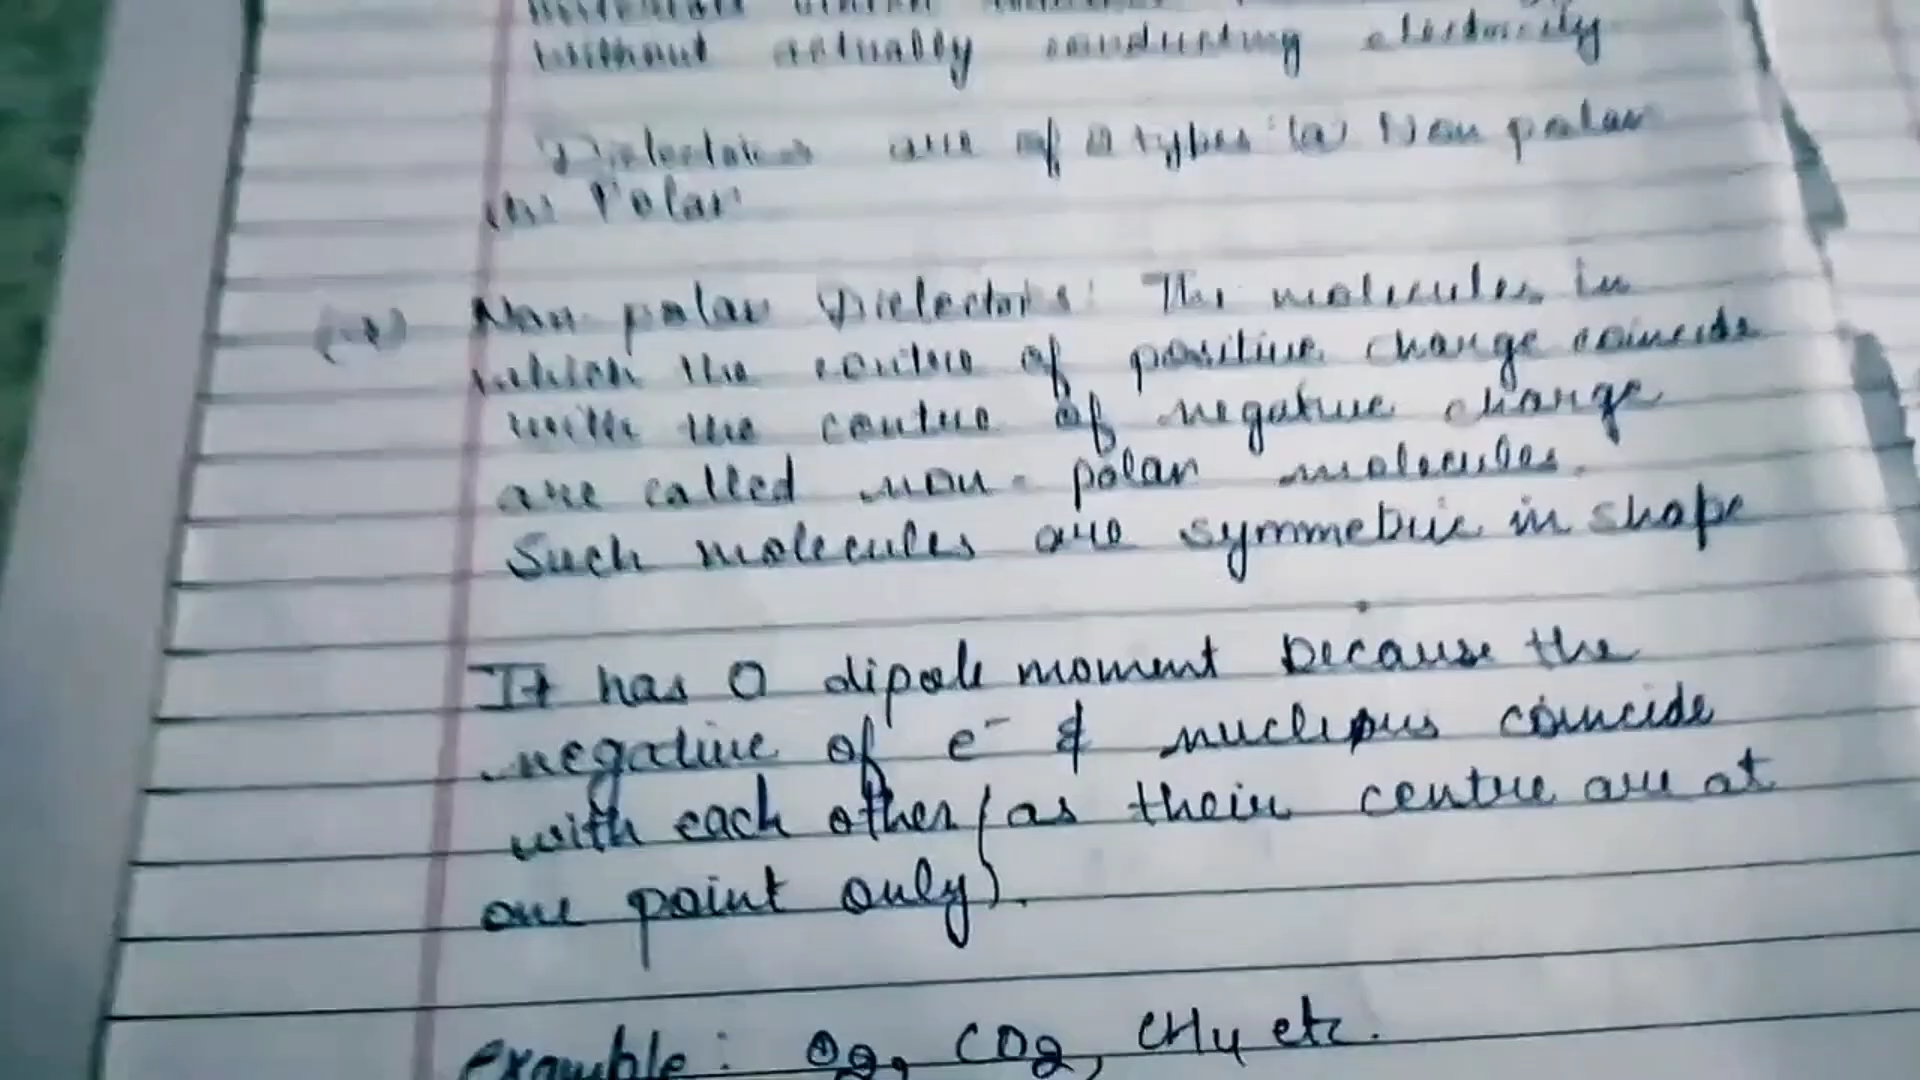 without actually conducting electricity
Dielectrics are of 2 types: (a) Non polar
(b) Polar
(a) Non-polar Dielectrics: The molecules in
which the centre of positive charge coincide
with the centre of negative charge
are called non-polar molecules.
Such molecules are symmetric in shape
It has 0 dipole moment because the
negative of e⁻ & nucleus coincide
with each other (as their centre are at
one point only).
example: O2, CO2, CH4 etc.